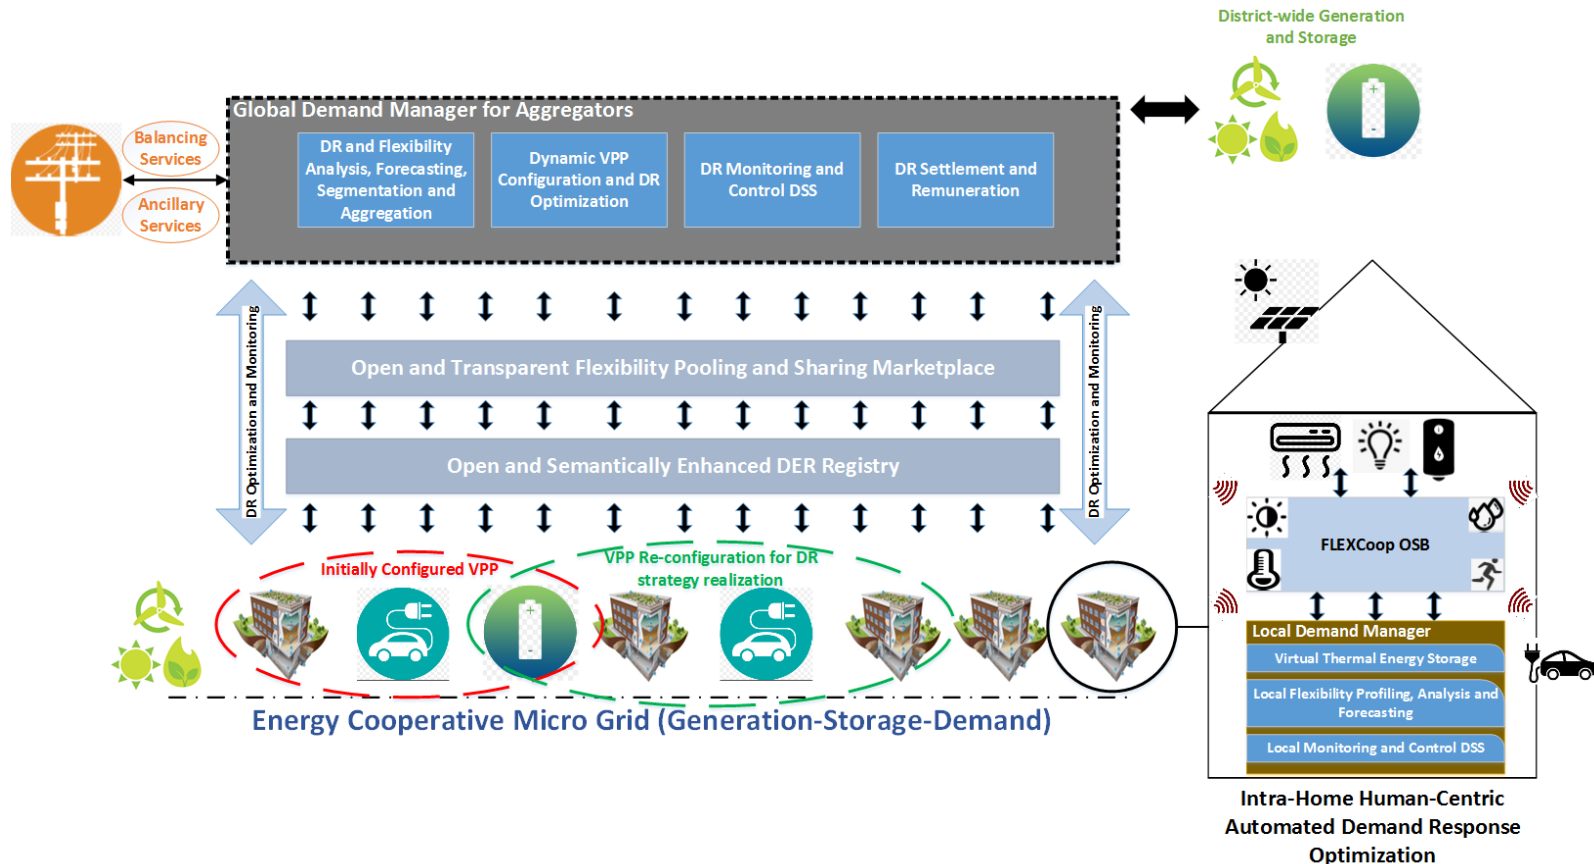 District-wide Generation
and Storage
Global Demand Manager for Aggregators
Balancing
Services
Ancillary
Services
DR and Flexibility
Analysis, Forecasting,
Segmentation and
Aggregation
Dynamic VPP
Configuration and DR
Optimization
DR Monitoring and
Control DSS
DR Settlement and
Remuneration
DR Optimization and Monitoring
DR Optimization and Monitoring
Open and Transparent Flexibility Pooling and Sharing Marketplace
Open and Semantically Enhanced DER Registry
Initially Configured VPP
VPP Re-configuration for DR
strategy realization
Energy Cooperative Micro Grid (Generation-Storage-Demand)
FLEXCoop OSB
Local Demand Manager
Virtual Thermal Energy Storage
Local Flexibility Profiling, Analysis and
Forecasting
Local Monitoring and Control DSS
Intra-Home Human-Centric
Automated Demand Response
Optimization